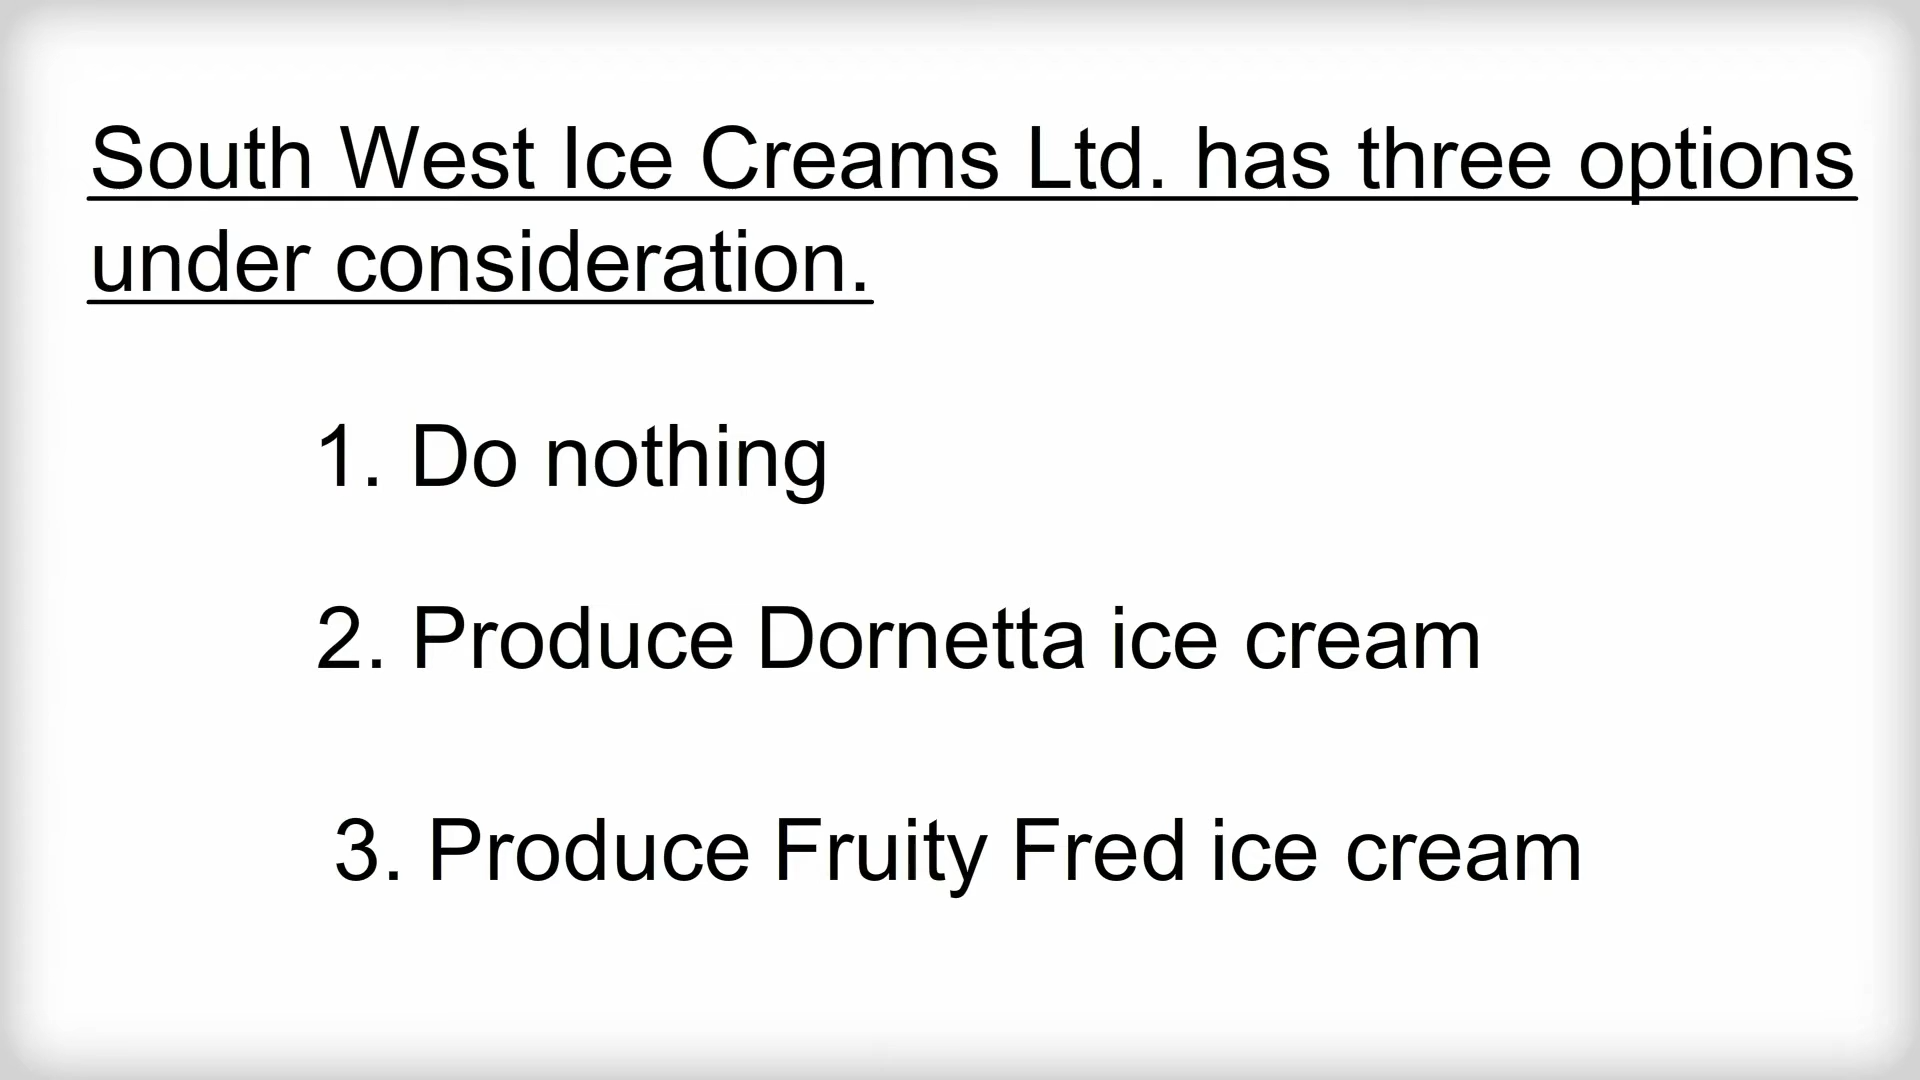 South West Ice Creams Ltd. has three options
under consideration.
1. Do nothing
2. Produce Dornetta ice cream
3. Produce Fruity Fred ice cream